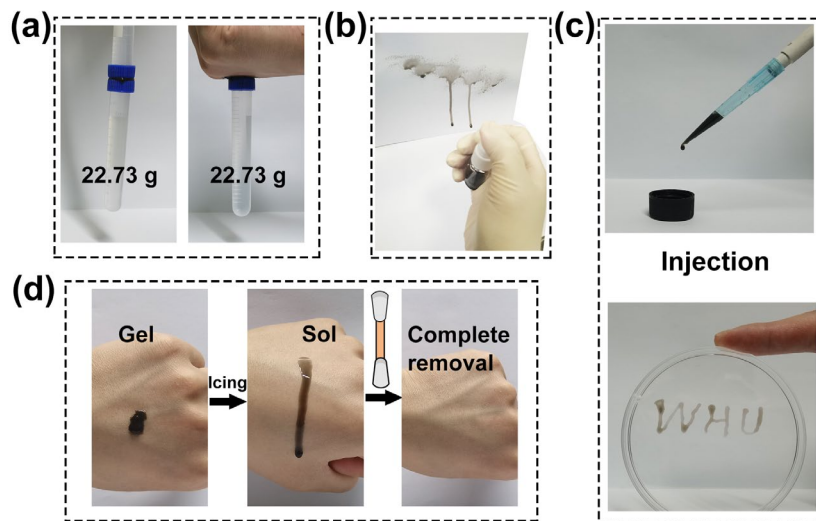 (a)
22.73 g
22.73 g
(b)
(c)
Injection
WHU
(d)
Gel
Icing
Sol
Complete
removal